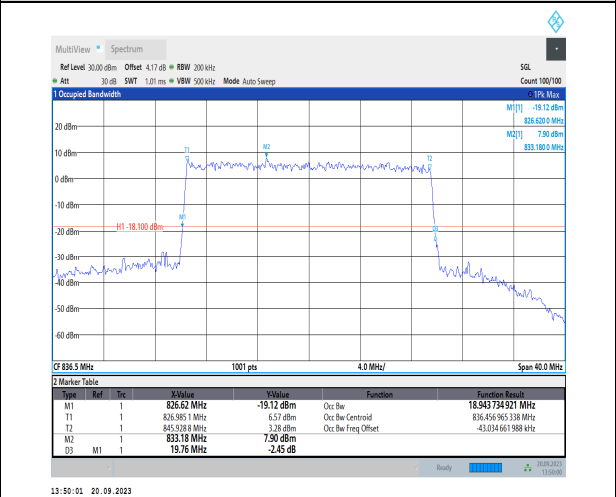 MultiView Spectrum
Ref Level 30.00 dBm Offset 4.17 dB RBW 200 kHz SGL
Att 30 dB SWT 1.01 ms VBW 500 kHz Mode Auto Sweep Count 100/100
1 Occupied Bandwidth 1Pk Max
M1[1] -19.12 dBm
826.6200 MHz
M2[1] 7.90 dBm
833.1800 MHz
20 dBm
T1 M2 T2
10 dBm
0 dBm
-10 dBm
M1
H1 -18.100 dBm
D3
-20 dBm
-30 dBm
-40 dBm
-50 dBm
-60 dBm
CF 836.5 MHz 1001 pts 4.0 MHz/ Span 40.0 MHz
2 Marker Table
Type Ref Trc X-Value Y-Value Function Function Result
M1 1 826.62 MHz -19.12 dBm Occ Bw 18.943 734 921 MHz
T1 1 826.985 1 MHz 6.57 dBm Occ Bw Centroid 836.456 965 338 MHz
T2 1 845.928 8 MHz 3.28 dBm Occ Bw Freq Offset -43.034 661 988 kHz
M2 1 833.18 MHz 7.90 dBm
D3 M1 1 19.76 MHz -2.45 dB
Ready 20.09.2023
13:50:00
13:50:01 20.09.2023